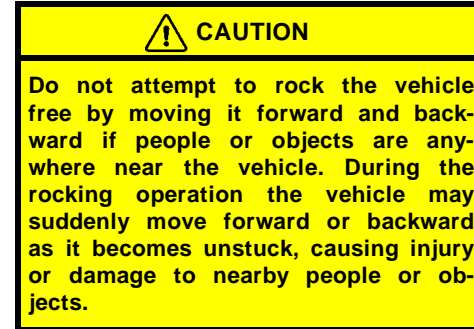 CAUTION
Do not attempt to rock the vehicle
free by moving it forward and back-
ward if people or objects are any-
where near the vehicle. During the
rocking operation the vehicle may
suddenly move forward or backward
as it becomes unstuck, causing injury
or damage to nearby people or ob-
jects.